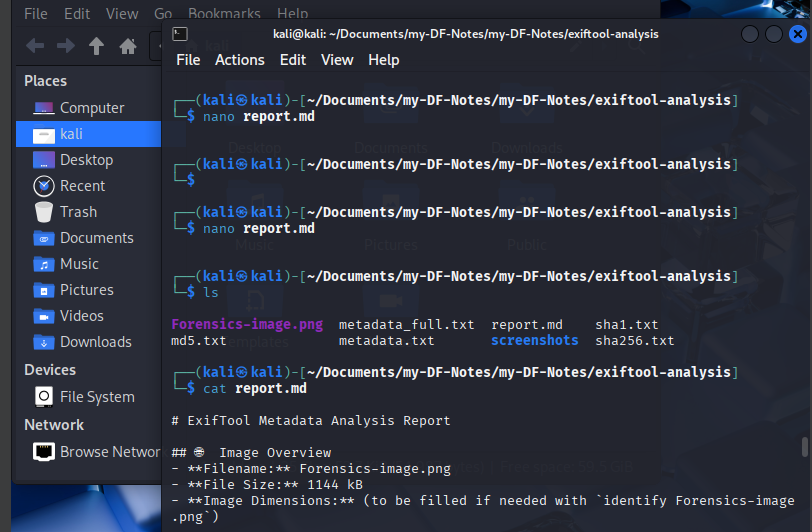 File Edit View Go Bookmarks Help
kali@kali: ~/Documents/my-DF-Notes/my-DF-Notes/exiftool-analysis
File Actions Edit View Help
Places
Computer
kali
Desktop
Recent
Trash
Documents
Music
Pictures
Videos
Downloads
Devices
File System
Network
Browse Networ
┌──(kali㉿kali)-[~/Documents/my-DF-Notes/my-DF-Notes/exiftool-analysis]
└─$ nano report.md
┌──(kali㉿kali)-[~/Documents/my-DF-Notes/my-DF-Notes/exiftool-analysis]
└─$
┌──(kali㉿kali)-[~/Documents/my-DF-Notes/my-DF-Notes/exiftool-analysis]
└─$ nano report.md
┌──(kali㉿kali)-[~/Documents/my-DF-Notes/my-DF-Notes/exiftool-analysis]
└─$ ls
Forensics-image.png metadata_full.txt report.md sha1.txt
md5.txt metadata.txt screenshots sha256.txt
┌──(kali㉿kali)-[~/Documents/my-DF-Notes/my-DF-Notes/exiftool-analysis]
└─$ cat report.md
# ExifTool Metadata Analysis Report
## Image Overview
- **Filename:** Forensics-image.png
- **File Size:** 1144 kB
- **Image Dimensions:** (to be filled if needed with `identify Forensics-image
.png`)